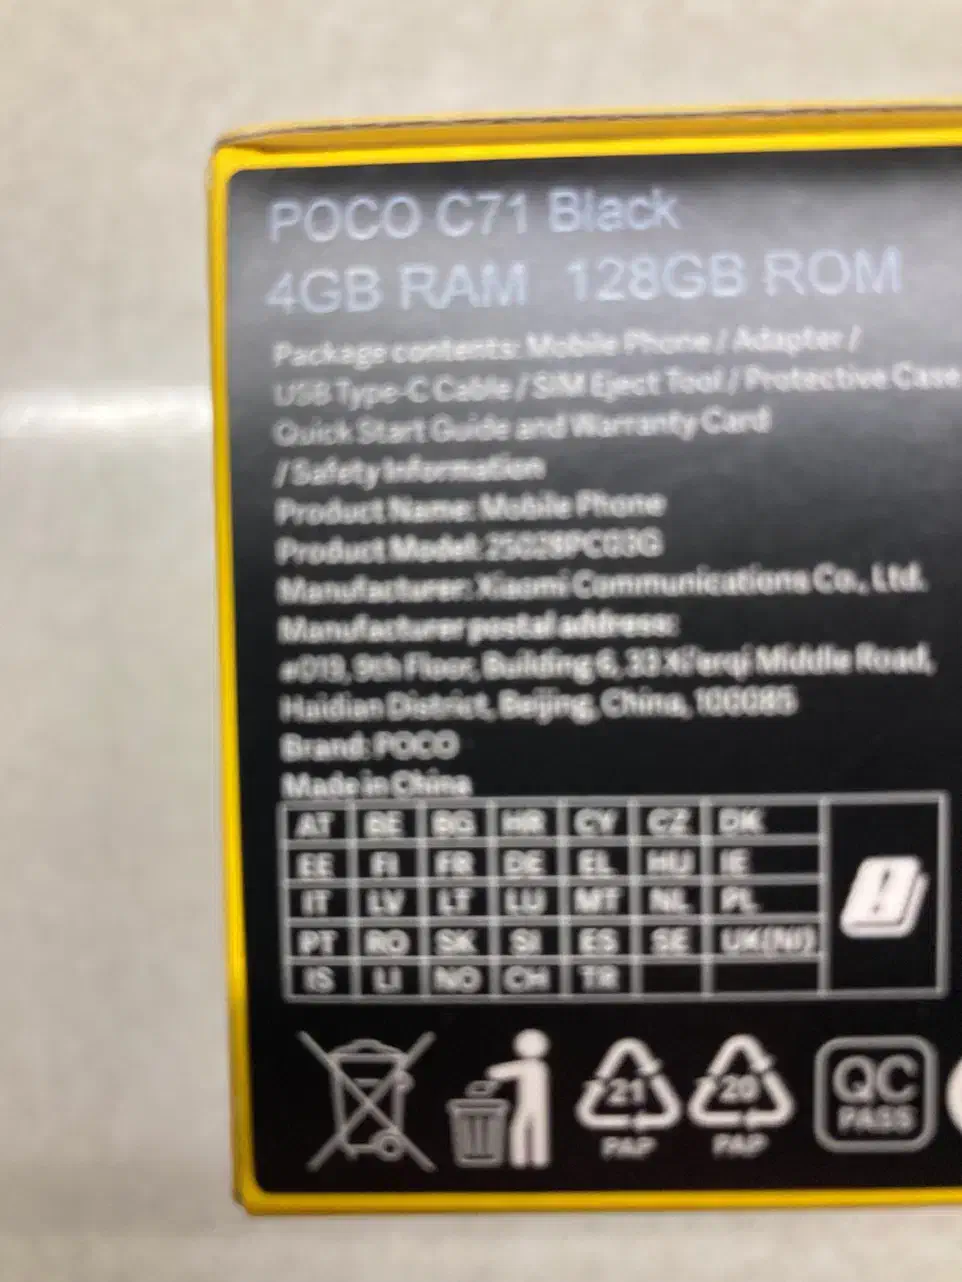 POCO C71 Black
4GB RAM 128GB ROM
Package contents: Mobile Phone / Adapter /
USB Type-C Cable / SIM Eject Tool / Protective Case
Quick Start Guide and Warranty Card
/ Safety Information
Product Name: Mobile Phone
Product Model: 25028PC03G
Manufacturer: Xiaomi Communications Co., Ltd.
Manufacturer postal address:
#019, 9th Floor, Building 6, 33 Xi'erqi Middle Road,
Haidian District, Beijing, China, 100085
Brand: POCO
Made in China
AT BE BG HR CY CZ DK
EE FI FR DE EL HU IE
IT LV LT LU MT NL PL
PT RO SK SI ES SE UK(NI)
IS LI NO CH TR
21 20 QC
PAP PAP PASS